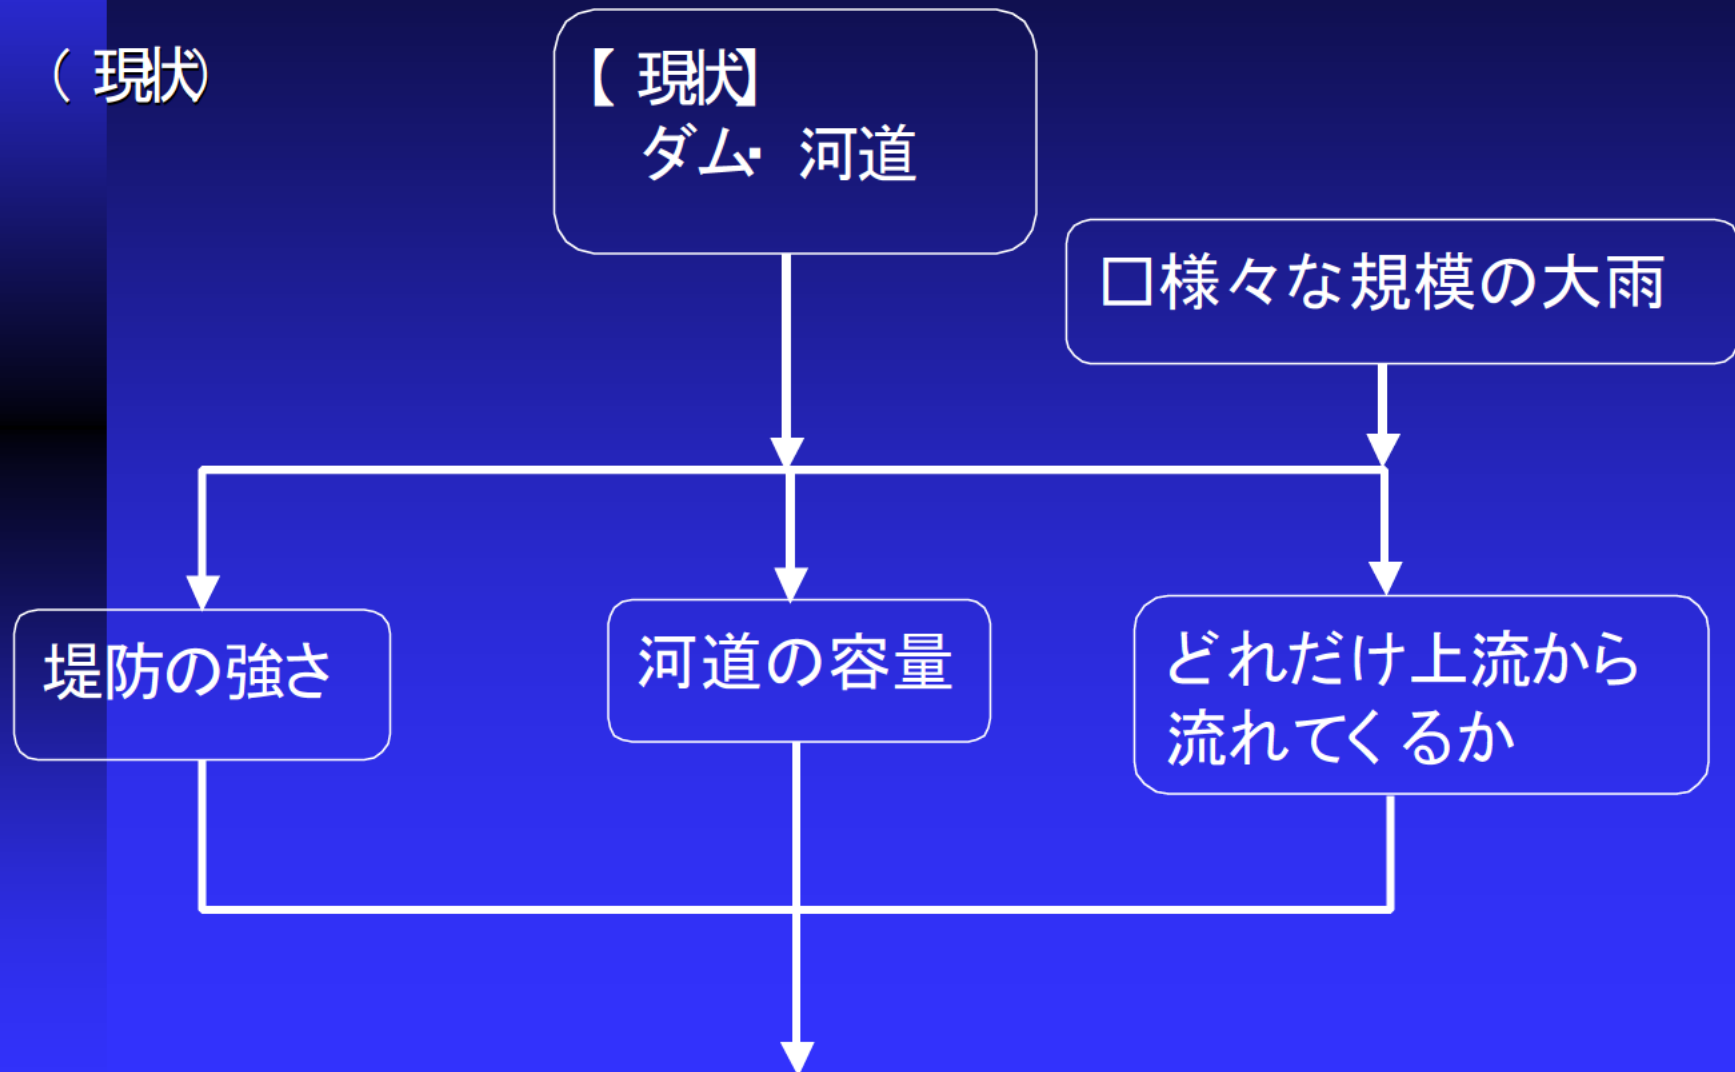 （現状）
【現状】
ダム・河道
□様々な規模の大雨
堤防の強さ
河道の容量
どれだけ上流から
流れてくるか